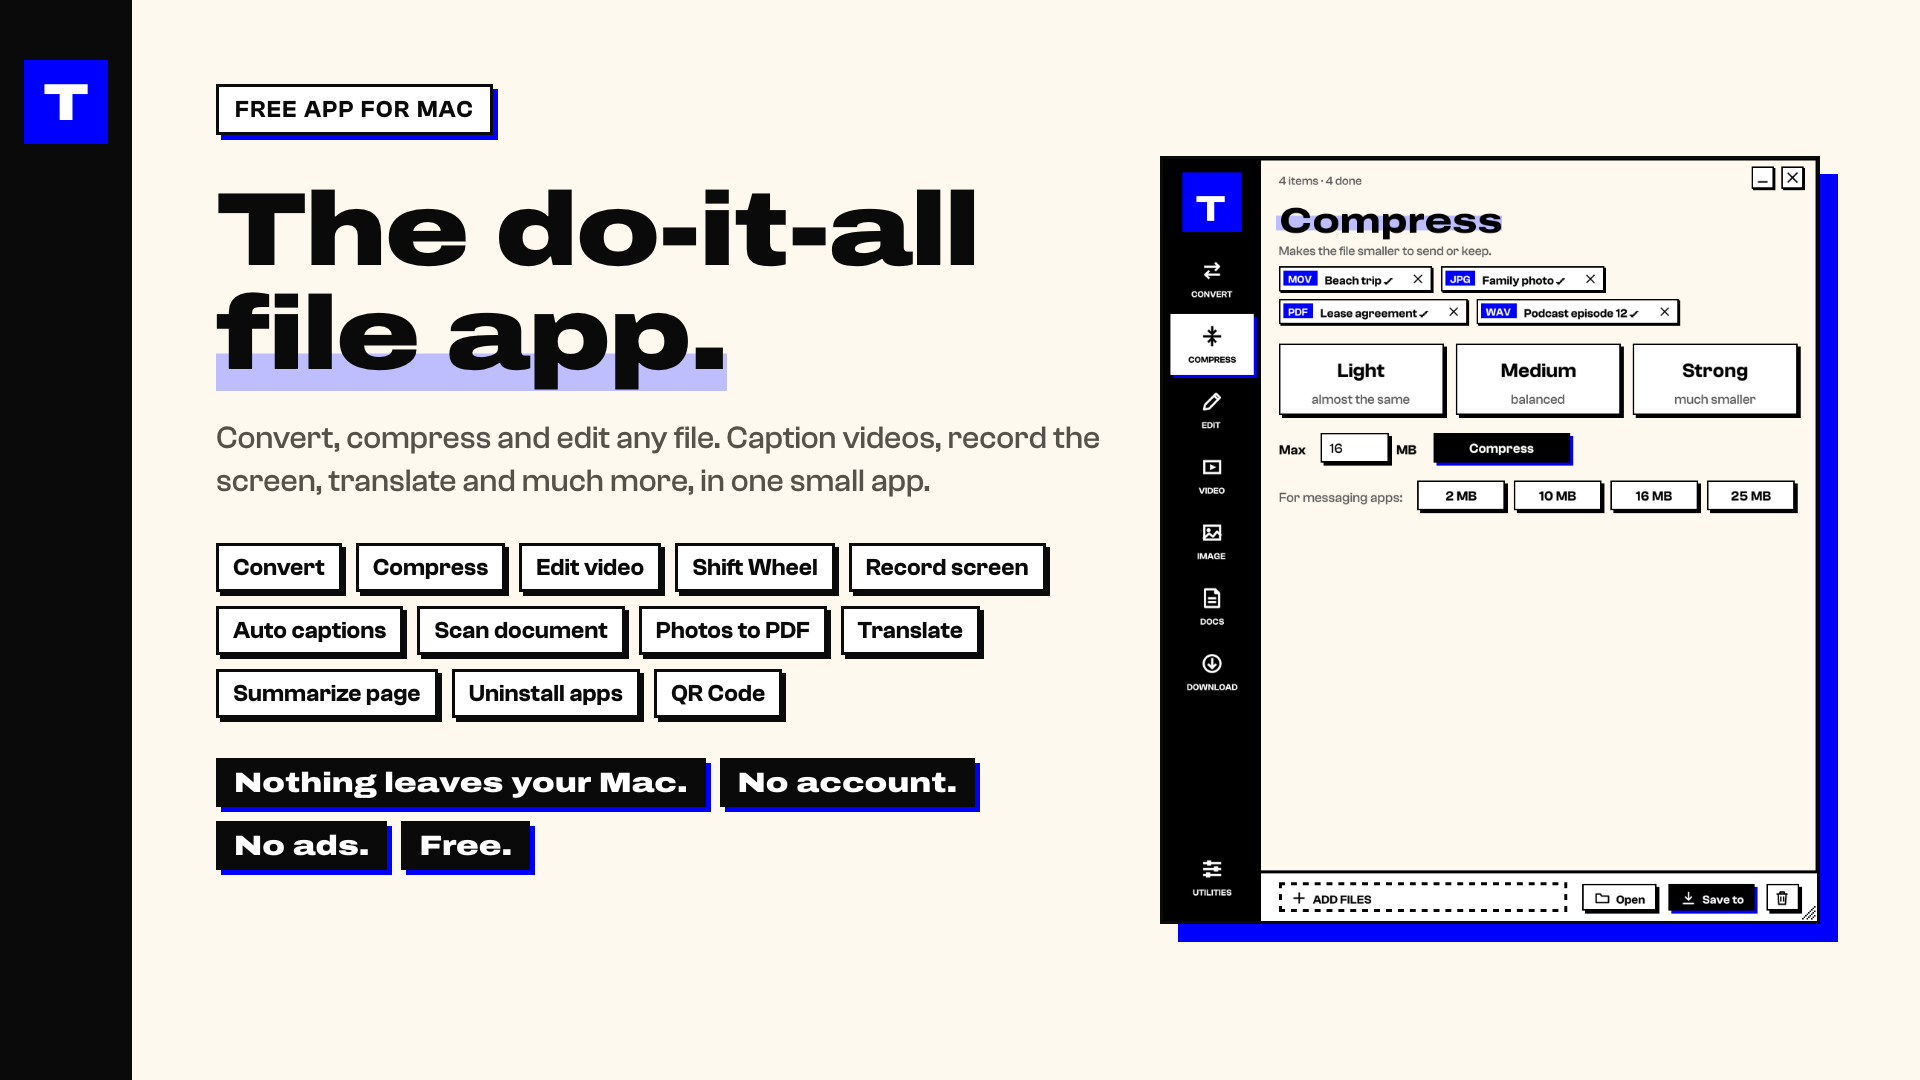 T
FREE APP FOR MAC
The do-it-all
file app.
Convert, compress and edit any file. Caption videos, record the
screen, translate and much more, in one small app.
Convert Compress Edit video Shift Wheel Record screen
Auto captions Scan document Photos to PDF Translate
Summarize page Uninstall apps QR Code
Nothing leaves your Mac. No account.
No ads. Free.
T
CONVERT
COMPRESS
EDIT
VIDEO
IMAGE
DOCS
DOWNLOAD
UTILITIES
4 items · 4 done
Compress
Makes the file smaller to send or keep.
MOV Beach trip ✓ JPG Family photo ✓
PDF Lease agreement ✓ WAV Podcast episode 12 ✓
Light Medium Strong
almost the same balanced much smaller
Max 16 MB Compress
For messaging apps: 2 MB 10 MB 16 MB 25 MB
ADD FILES Open Save to